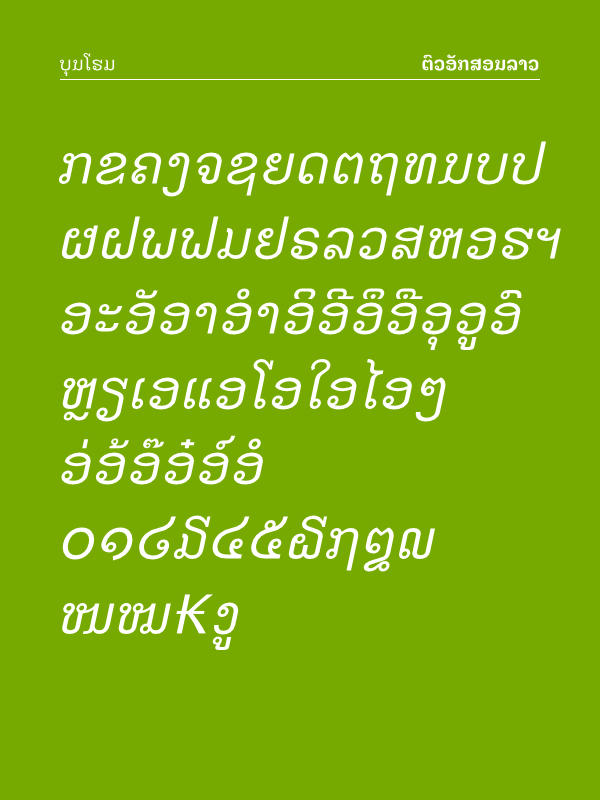 ບຸນໂຮມ ຕົວອັກສອນລາວ
ກຂຄງຈຊຍດຕຖທນບປ
ຜຝພຟມຢຣລວສຫອຮຯ
ອະອັອາອຳອິອີອຶອືອຸອູອົ
ຫຼຽເອແອໂອໃອໄອໆ
ອ່ອ້ອ໊ອ໋ອ໌ອໍ
໐໑໒໓໔໕໖໗໘໙
ໜໝ₭ງູ